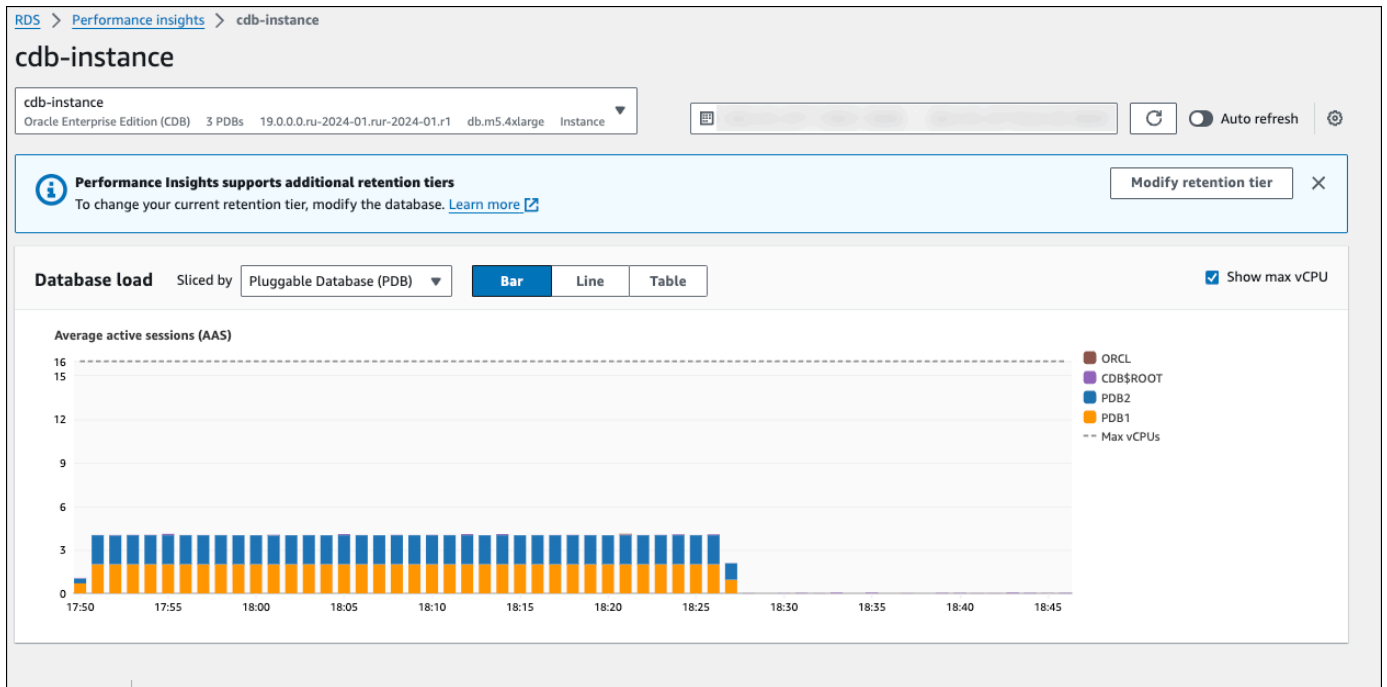 RDS > Performance insights > cdb-instance
cdb-instance
cdb-instance
Oracle Enterprise Edition (CDB) 3 PDBs 19.0.0.0.ru-2024-01.rur-2024-01.r1 db.m5.4xlarge Instance
Auto refresh
Performance Insights supports additional retention tiers
To change your current retention tier, modify the database. Learn more
Modify retention tier
Database load Sliced by Pluggable Database (PDB) Bar Line Table
Show max vCPU
Average active sessions (AAS)
16
15
12
9
6
3
0
17:50 17:55 18:00 18:05 18:10 18:15 18:20 18:25 18:30 18:35 18:40 18:45
ORCL
CDB$ROOT
PDB2
PDB1
Max vCPUs